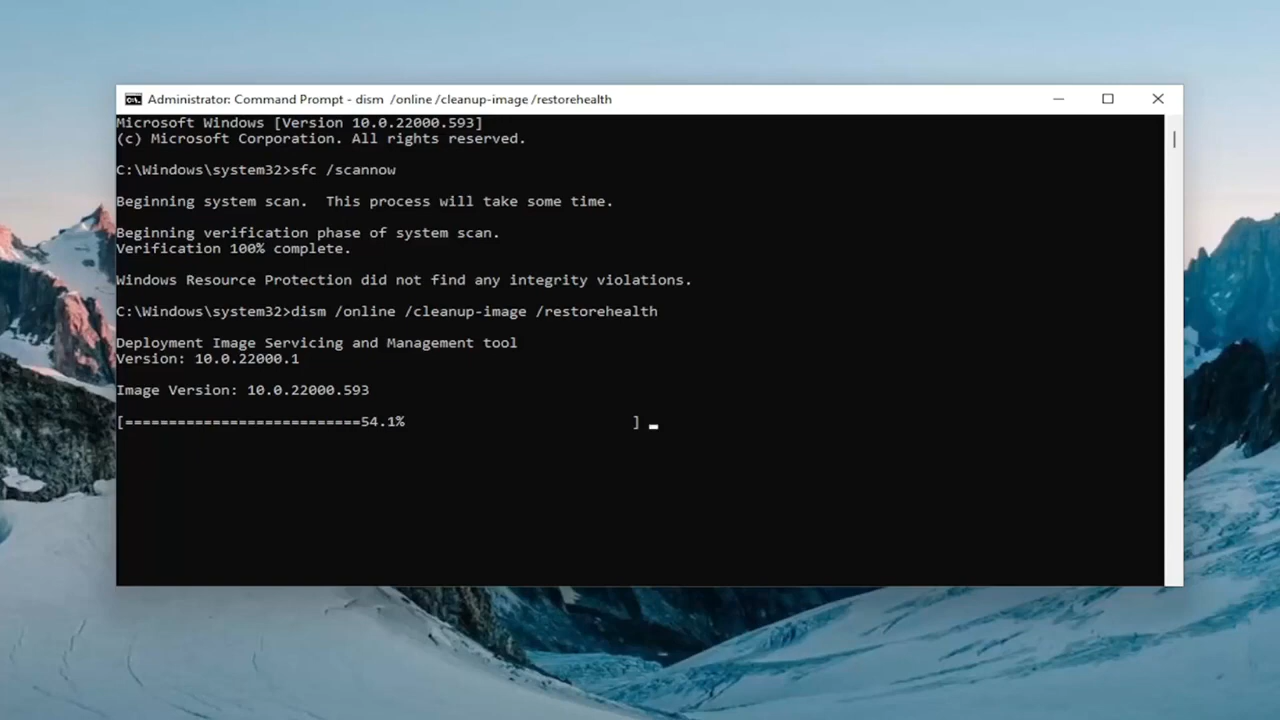 Administrator: Command Prompt - dism  /online /cleanup-image /restorehealth
Microsoft Windows [Version 10.0.22000.593]
(c) Microsoft Corporation. All rights reserved.
C:\Windows\system32>sfc /scannow
Beginning system scan.  This process will take some time.
Beginning verification phase of system scan.
Verification 100% complete.
Windows Resource Protection did not find any integrity violations.
C:\Windows\system32>dism /online /cleanup-image /restorehealth
Deployment Image Servicing and Management tool
Version: 10.0.22000.1
Image Version: 10.0.22000.593
[===========================54.1%                          ]